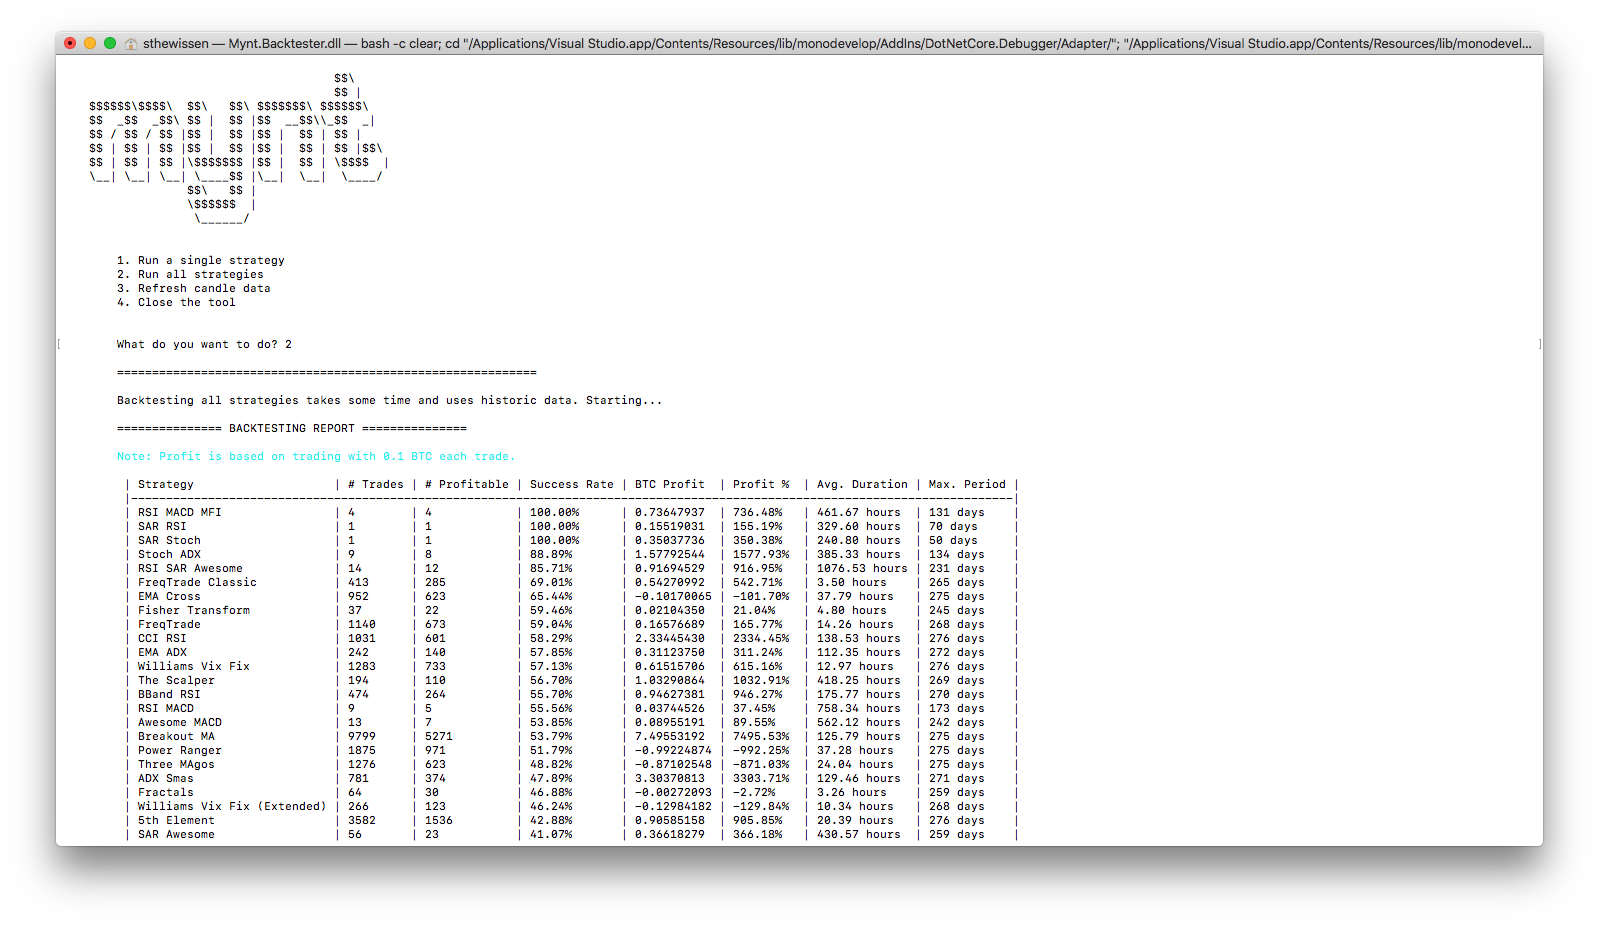 sthewissen — Mynt.Backtester.dll — bash -c clear; cd "/Applications/Visual Studio.app/Contents/Resources/lib/monodevelop/AddIns/DotNetCore.Debugger/Adapter/"; "/Applications/Visual Studio.app/Contents/Resources/lib/monodevel...
mynt
1. Run a single strategy
2. Run all strategies
3. Refresh candle data
4. Close the tool
What do you want to do? 2
============================================================
Backtesting all strategies takes some time and uses historic data. Starting...
=============== BACKTESTING REPORT ===============
Note: Profit is based on trading with 0.1 BTC each trade.
| Strategy | # Trades | # Profitable | Success Rate | BTC Profit | Profit % | Avg. Duration | Max. Period |
| RSI MACD MFI | 4 | 4 | 100.00% | 0.73647937 | 736.48% | 461.67 hours | 131 days |
| SAR RSI | 1 | 1 | 100.00% | 0.15519031 | 155.19% | 329.60 hours | 70 days |
| SAR Stoch | 1 | 1 | 100.00% | 0.35037736 | 350.38% | 240.80 hours | 50 days |
| Stoch ADX | 9 | 8 | 88.89% | 1.57792544 | 1577.93% | 385.33 hours | 134 days |
| RSI SAR Awesome | 14 | 12 | 85.71% | 0.91694529 | 916.95% | 1076.53 hours | 231 days |
| FreqTrade Classic | 413 | 285 | 69.01% | 0.54270992 | 542.71% | 3.50 hours | 265 days |
| EMA Cross | 952 | 623 | 65.44% | -0.10170065 | -101.70% | 37.79 hours | 275 days |
| Fisher Transform | 37 | 22 | 59.46% | 0.02104350 | 21.04% | 4.80 hours | 245 days |
| FreqTrade | 1140 | 673 | 59.04% | 0.16576689 | 165.77% | 14.26 hours | 268 days |
| CCI RSI | 1031 | 601 | 58.29% | 2.33445430 | 2334.45% | 138.53 hours | 276 days |
| EMA ADX | 242 | 140 | 57.85% | 0.31123750 | 311.24% | 112.35 hours | 272 days |
| Williams Vix Fix | 1283 | 733 | 57.13% | 0.61515706 | 615.16% | 12.97 hours | 276 days |
| The Scalper | 194 | 110 | 56.70% | 1.03290864 | 1032.91% | 418.25 hours | 269 days |
| BBand RSI | 474 | 264 | 55.70% | 0.94627381 | 946.27% | 175.77 hours | 270 days |
| RSI MACD | 9 | 5 | 55.56% | 0.03744526 | 37.45% | 758.34 hours | 173 days |
| Awesome MACD | 13 | 7 | 53.85% | 0.08955191 | 89.55% | 562.12 hours | 242 days |
| Breakout MA | 9799 | 5271 | 53.79% | 7.49553192 | 7495.53% | 125.79 hours | 275 days |
| Power Ranger | 1875 | 971 | 51.79% | -0.99224874 | -992.25% | 37.28 hours | 275 days |
| Three MAgos | 1276 | 623 | 48.82% | -0.87102548 | -871.03% | 24.04 hours | 275 days |
| ADX Smas | 781 | 374 | 47.89% | 3.30370813 | 3303.71% | 129.46 hours | 271 days |
| Fractals | 64 | 30 | 46.88% | -0.00272093 | -2.72% | 3.26 hours | 259 days |
| Williams Vix Fix (Extended) | 266 | 123 | 46.24% | -0.12984182 | -129.84% | 10.34 hours | 268 days |
| 5th Element | 3582 | 1536 | 42.88% | 0.90585158 | 905.85% | 20.39 hours | 276 days |
| SAR Awesome | 56 | 23 | 41.07% | 0.36618279 | 366.18% | 430.57 hours | 259 days |